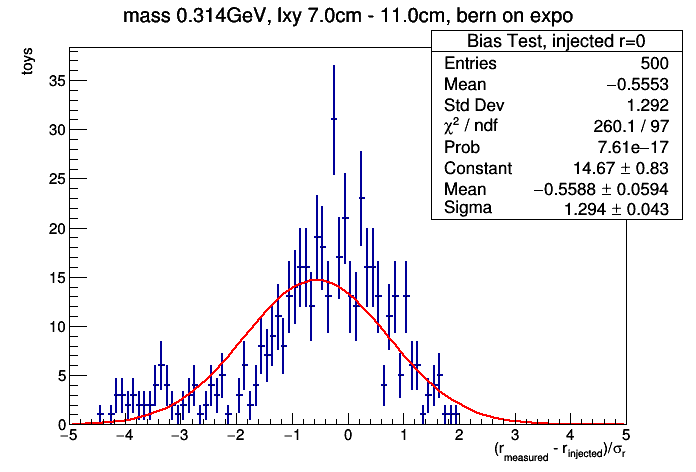 mass 0.314GeV, lxy 7.0cm - 11.0cm, bern on expo
toys
Bias Test, injected r=0
Entries 500
Mean −0.5553
Std Dev 1.292
χ² / ndf 260.1 / 97
Prob 7.61e−17
Constant 14.67 ± 0.83
Mean −0.5588 ± 0.0594
Sigma 1.294 ± 0.043
35
30
25
20
15
10
5
0
−5 −4 −3 −2 −1 0 1 2 3 4 5
(r_measured - r_injected)/σ_r